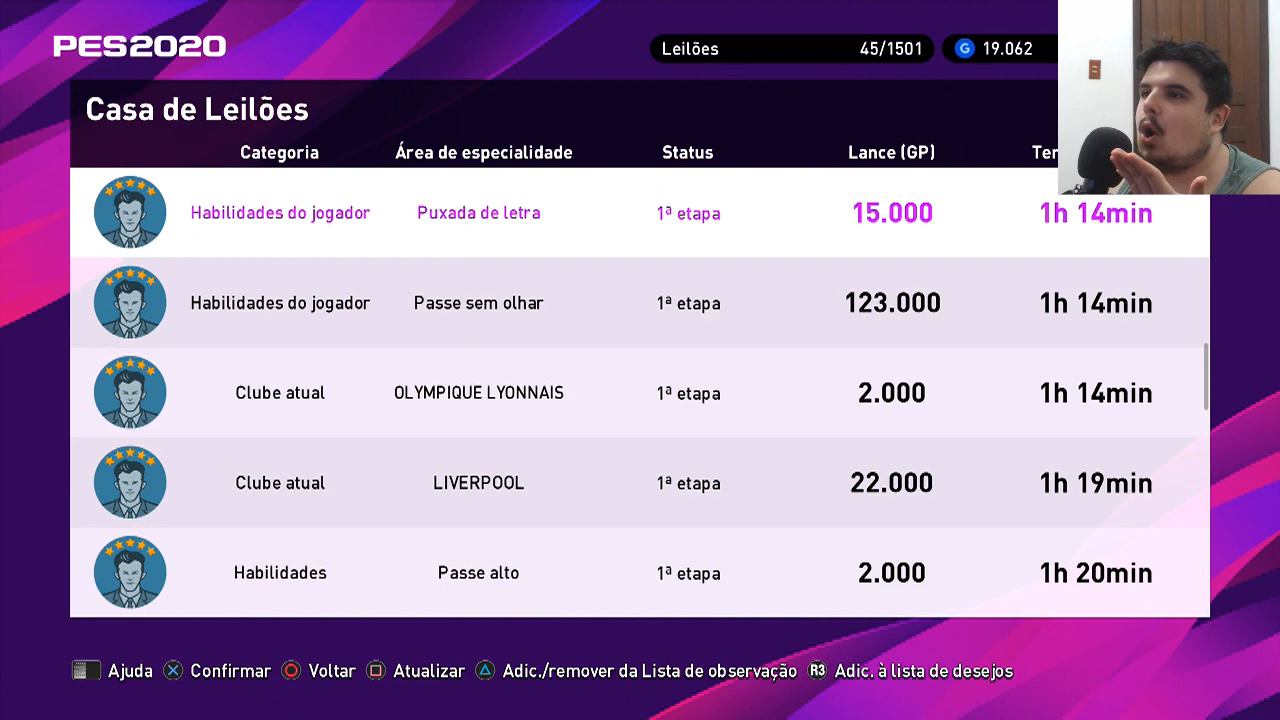 PES2020
Leilões 45/1501 G 19.062
Casa de Leilões
Categoria Área de especialidade Status Lance (GP)
Habilidades do jogador Puxada de letra 1ª etapa 15.000 1h 14min
Habilidades do jogador Passe sem olhar 1ª etapa 123.000 1h 14min
Clube atual OLYMPIQUE LYONNAIS 1ª etapa 2.000 1h 14min
Clube atual LIVERPOOL 1ª etapa 22.000 1h 19min
Habilidades Passe alto 1ª etapa 2.000 1h 20min
Ajuda Confirmar Voltar Atualizar Adic./remover da Lista de observação R3 Adic. à lista de desejos